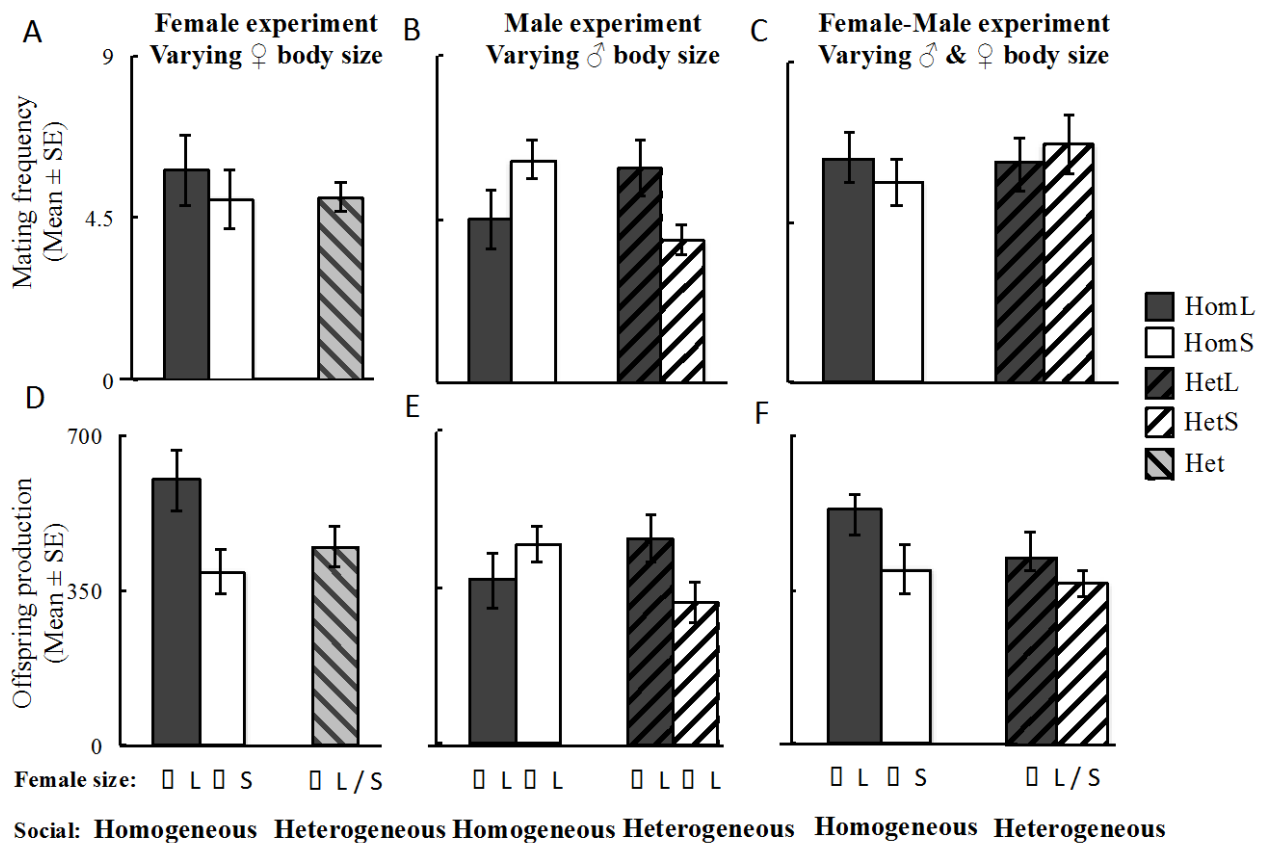 A
Female experiment
Varying ♀ body size
B
Male experiment
Varying ♂ body size
C
Female-Male experiment
Varying ♂ & ♀ body size
9
4.5
0
Mating frequency
(Mean ± SE)
HomL
HomS
HetL
HetS
Het
D
E
F
700
350
0
Offspring production
(Mean ± SE)
Female size: ▯ L ▯ S ▯ L / S ▯ L ▯ L ▯ L ▯ L ▯ L ▯ S ▯ L / S
Social: Homogeneous Heterogeneous Homogeneous Heterogeneous Homogeneous Heterogeneous